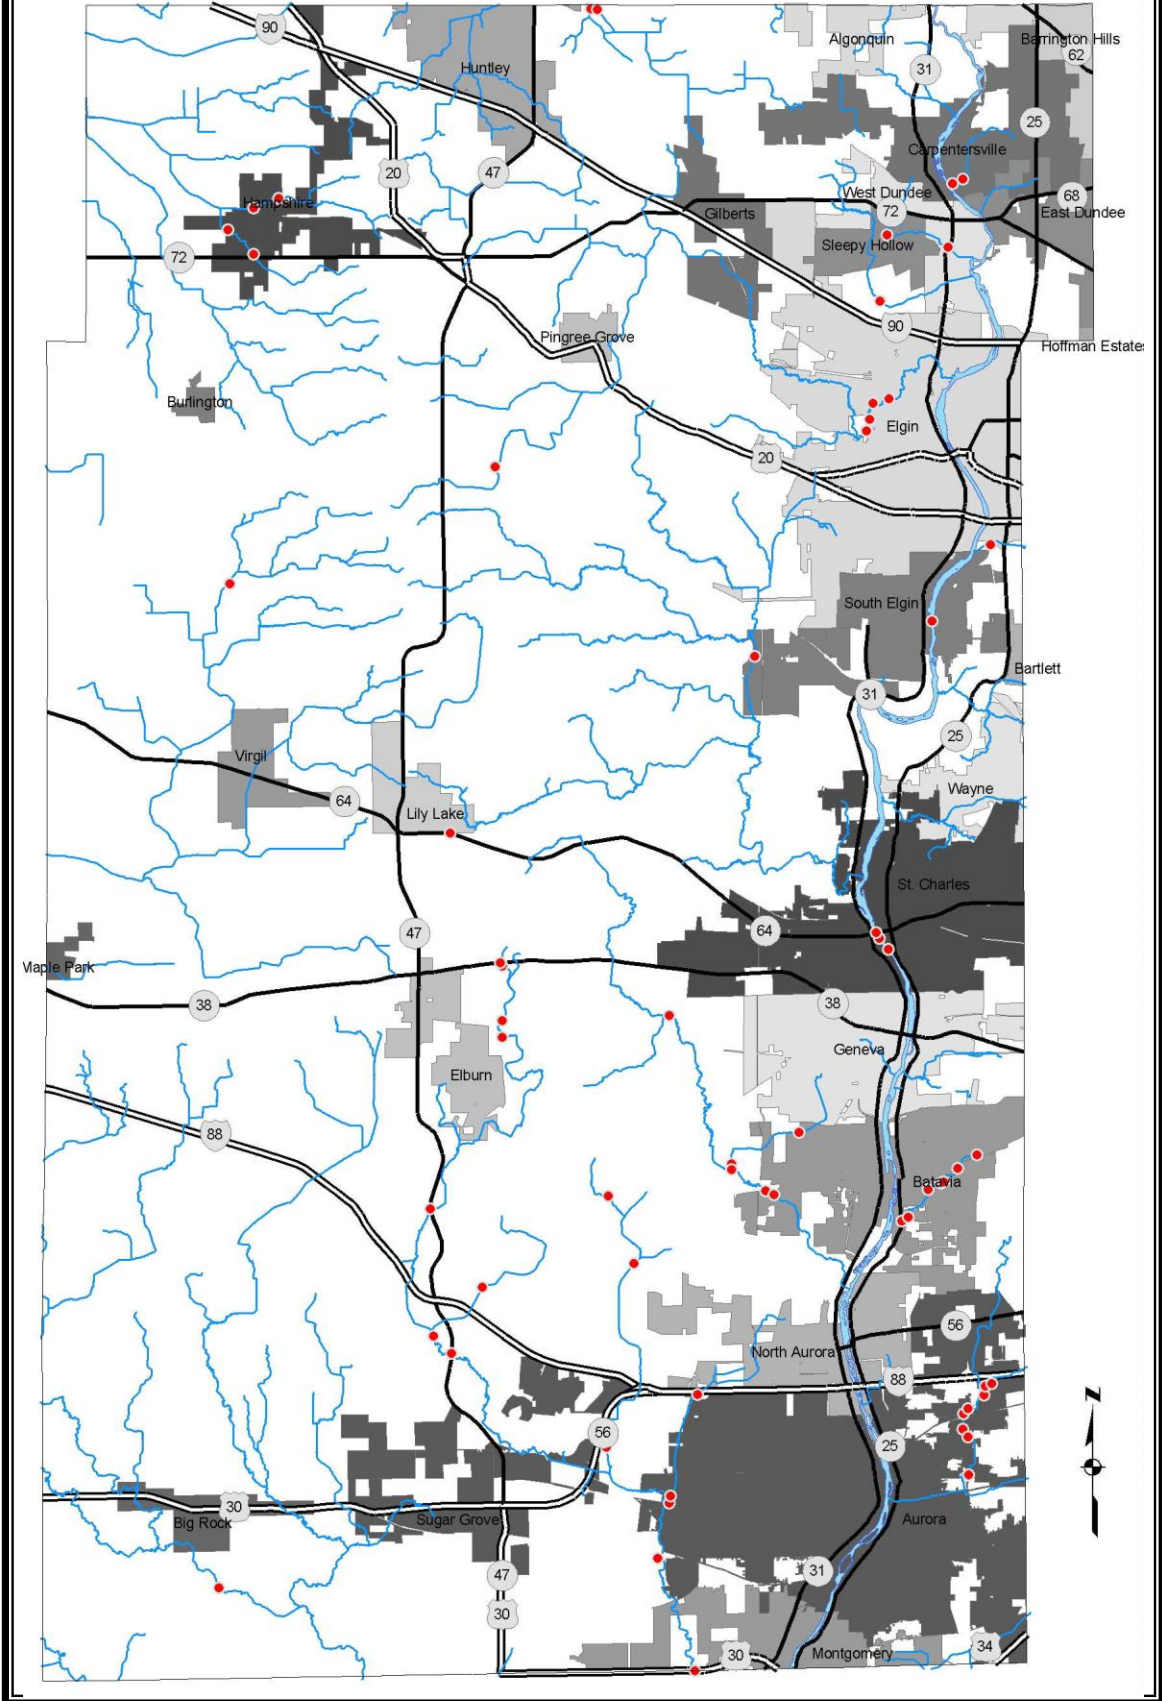 90
Algonquin
Barrington Hills
62
Huntley
31
25
Carpentersville
20
47
West Dundee
68
Hampshire
72
Gilberts
East Dundee
Sleepy Hollow
72
90
Pingree Grove
Hoffman Estate
Burlington
Elgin
20
South Elgin
Bartlett
31
25
Virgil
Wayne
64
Lily Lake
St. Charles
47
64
Maple Park
38
38
Geneva
Elburn
88
Batavia
56
North Aurora
88
56
25
30
Big Rock
Sugar Grove
Aurora
47
31
30
34
30
Montgomery
N